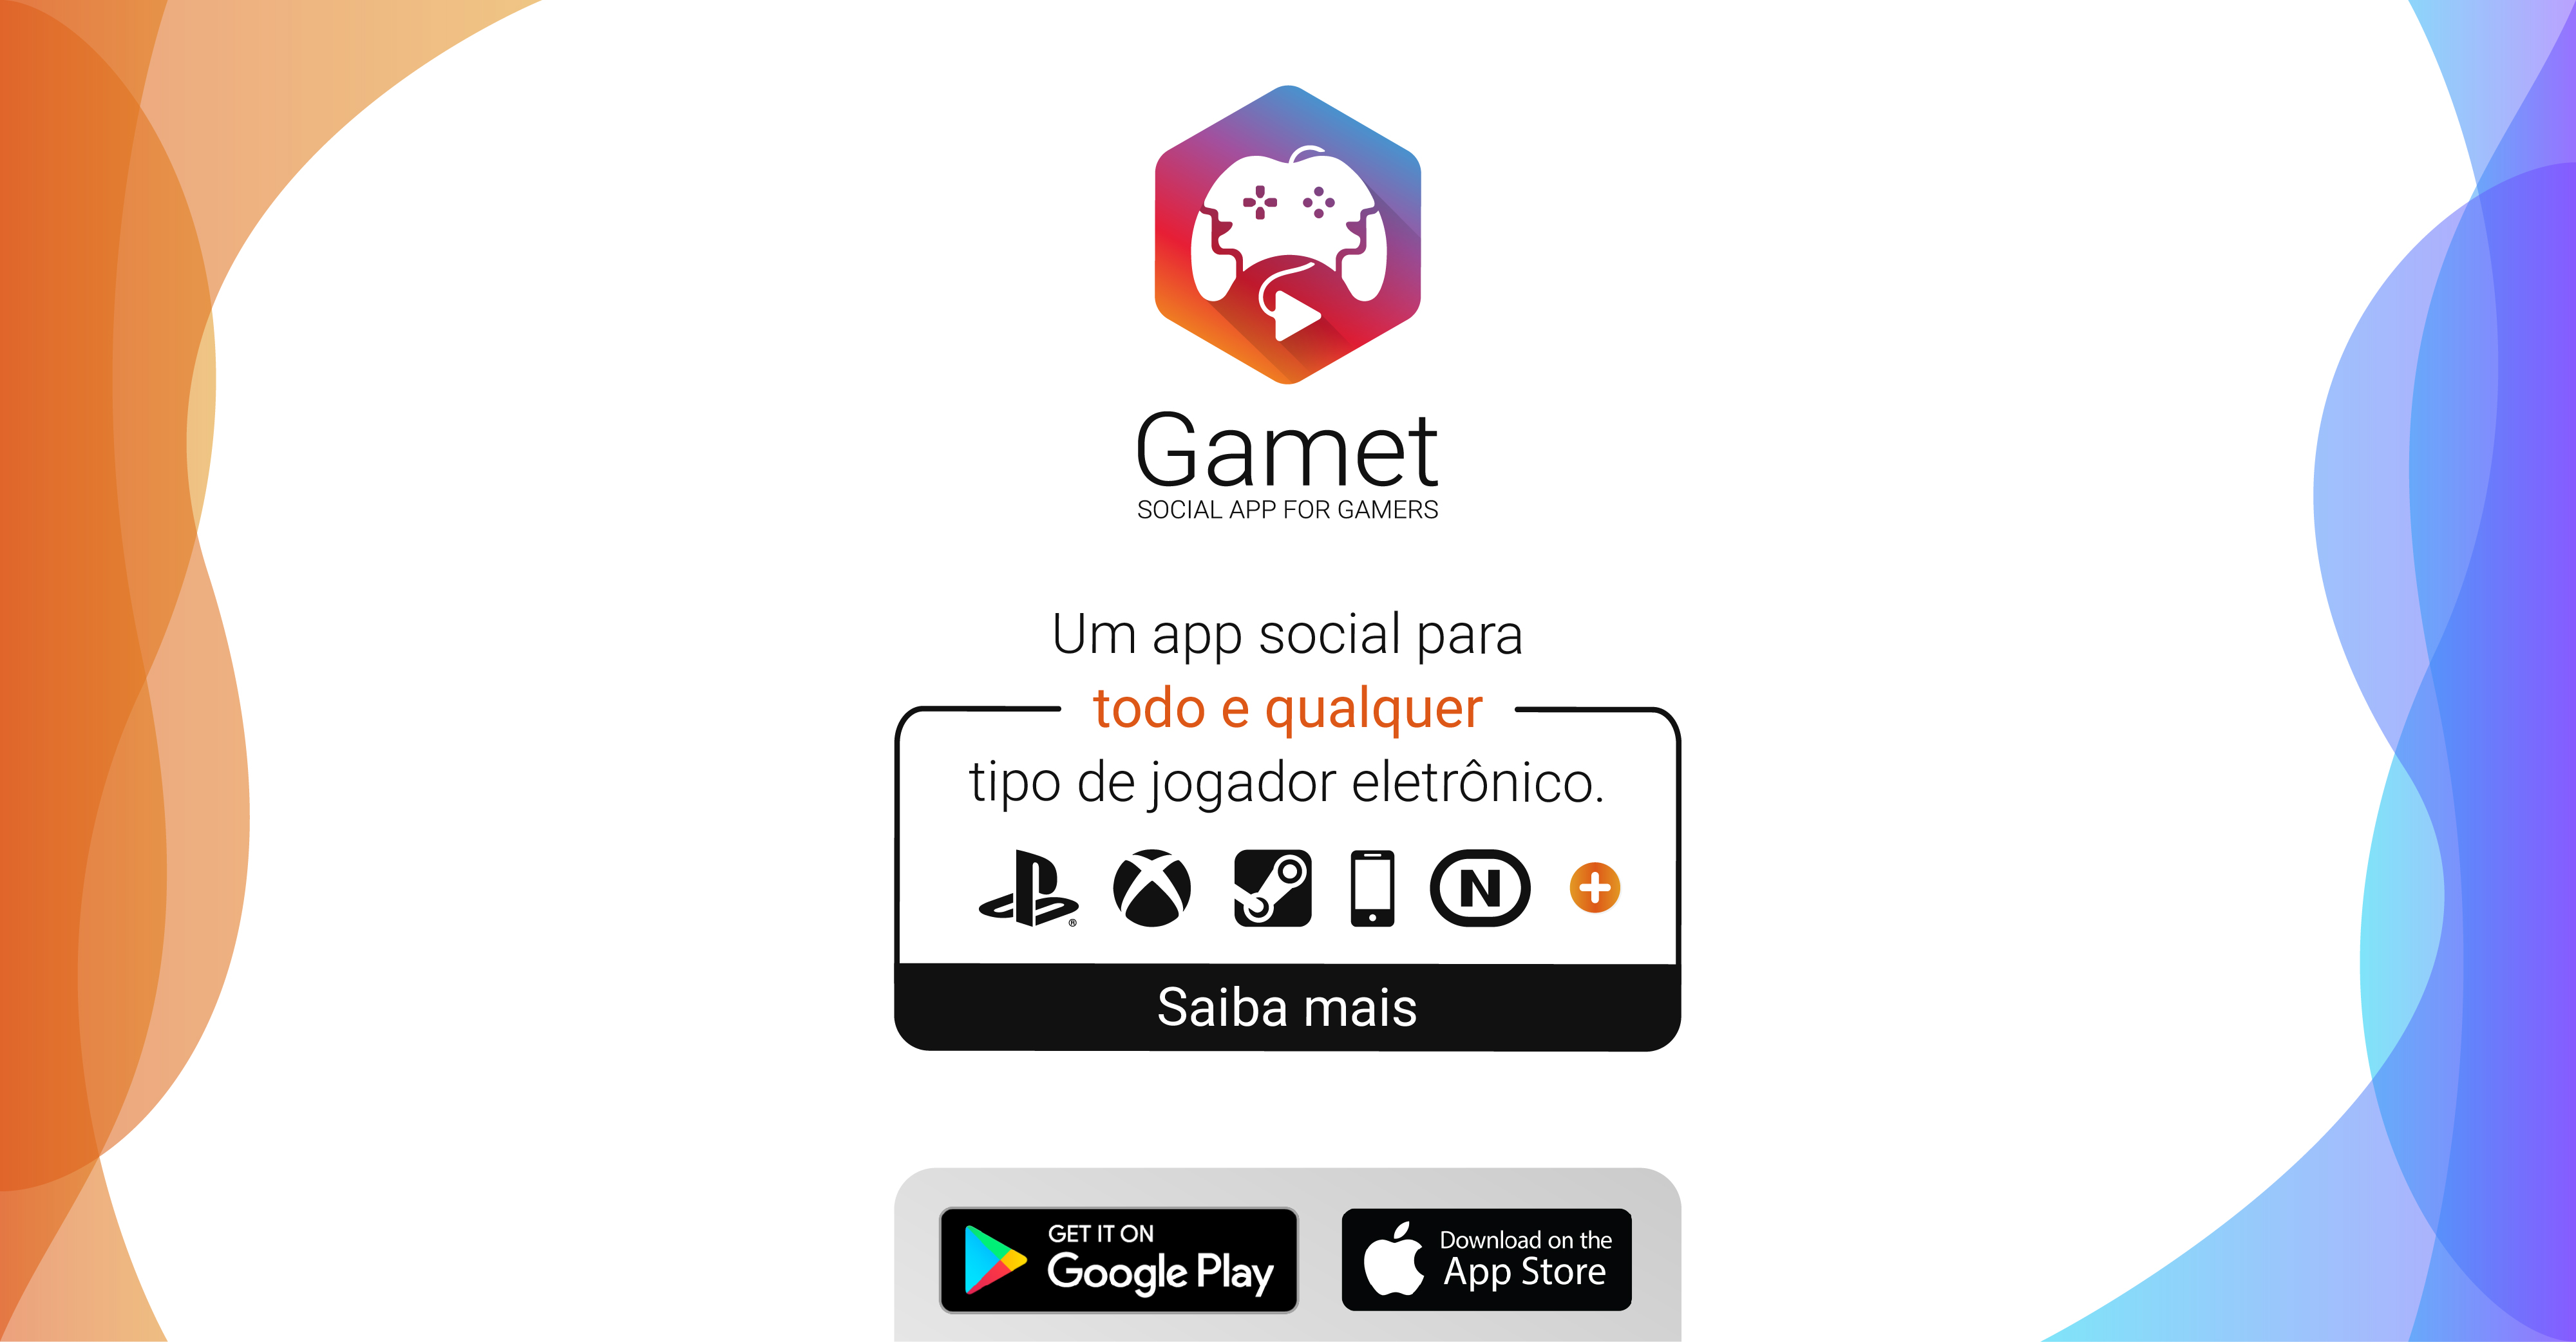 Gamet
SOCIAL APP FOR GAMERS
Um app social para
todo e qualquer
tipo de jogador eletrônico.
®
N
Saiba mais
GET IT ON
Google Play
Download on the
App Store